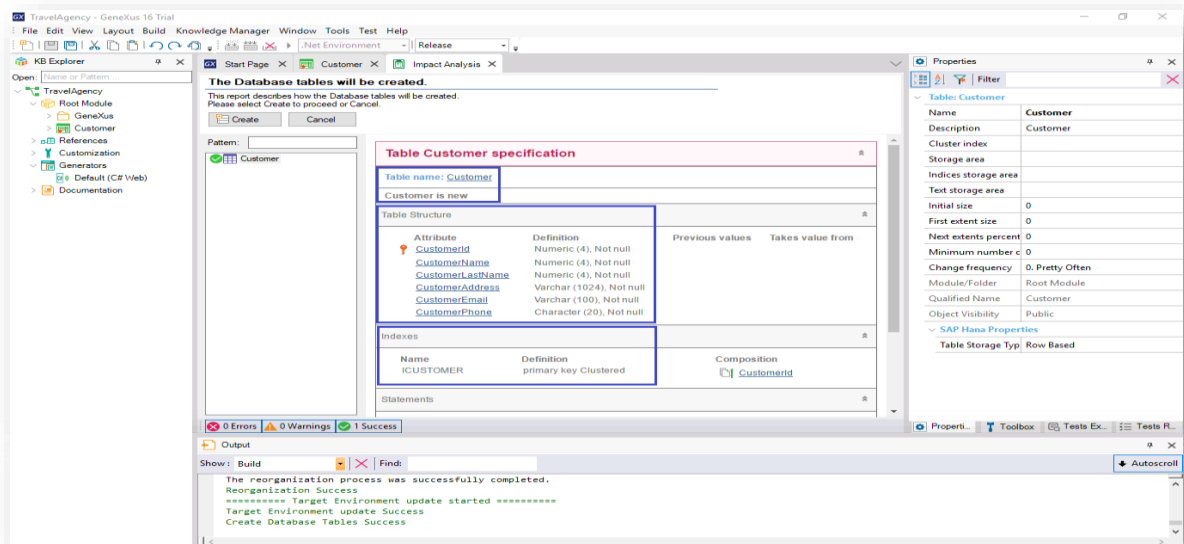 GX TravelAgency - GeneXus 16 Trial
File Edit View Layout Build Knowledge Manager Window Tools Test Help
.Net Environment Release
KB Explorer
Open: Name or Pattern ...
TravelAgency
Root Module
GeneXus
Customer
References
Customization
Generators
Default (C# Web)
Documentation
GX Start Page Customer Impact Analysis
The Database tables will be created.
This report describes how the Database tables will be created.
Please select Create to proceed or Cancel.
Create Cancel
Pattern:
Customer
Table Customer specification
Table name: Customer
Customer is new
Table Structure
Attribute Definition Previous values Takes value from
CustomerId Numeric (4), Not null
CustomerName Numeric (4), Not null
CustomerLastName Numeric (4), Not null
CustomerAddress Varchar (1024), Not null
CustomerEmail Varchar (100), Not null
CustomerPhone Character (20), Not null
Indexes
Name Definition Composition
ICUSTOMER primary key Clustered CustomerId
Statements
0 Errors 0 Warnings 1 Success
Output
Show: Build Find: Autoscroll
The reorganization process was successfully completed.
Reorganization Success
========== Target Environment update started ==========
Target Environment update Success
Create Database Tables Success
Properties
Filter
Table: Customer
Name Customer
Description Customer
Cluster index
Storage area
Indices storage area
Text storage area
Initial size 0
First extent size 0
Next extents percent 0
Minimum number c 0
Change frequency 0. Pretty Often
Module/Folder Root Module
Qualified Name Customer
Object Visibility Public
SAP Hana Properties
Table Storage Typ Row Based
Properti... Toolbox Tests Ex... Tests R...